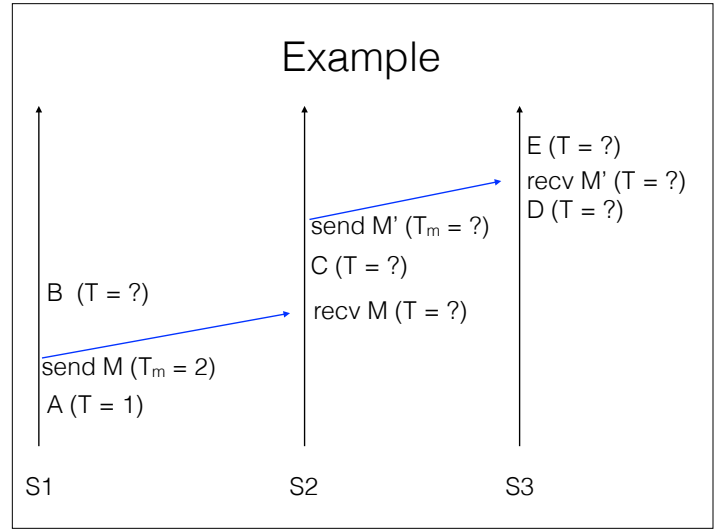 Example
E (T = ?)
recv M’ (T = ?)
D (T = ?)
send M’ (Tₘ = ?)
C (T = ?)
recv M (T = ?)
B (T = ?)
send M (Tₘ = 2)
A (T = 1)
S1
S2
S3